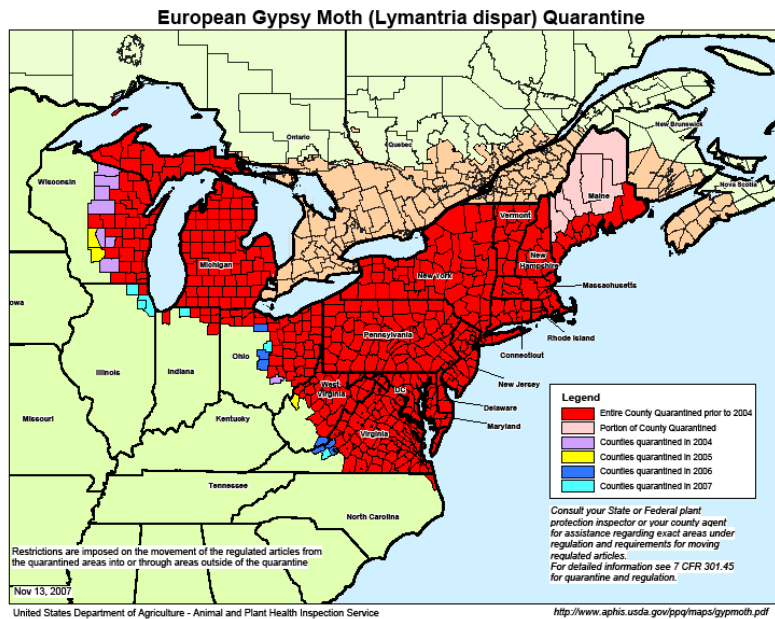 European Gypsy Moth (Lymantria dispar) Quarantine
Ontario
Quebec
New Brunswick
Nova Scotia
Maine
Wisconsin
Vermont
New
Hampshire
Michigan
New York
Massachusetts
owa
Rhode Island
Pennsylvania
Connecticut
Ohio
Illinois
Indiana
New Jersey
West
Virginia
DC
Delaware
Maryland
Missouri
Kentucky
Virginia
Tennessee
North Carolina
Legend
Entire County Quarantined prior to 2004
Portion of County Quarantined
Counties quarantined in 2004
Counties quarantined in 2005
Counties quarantined in 2006
Counties quarantined in 2007
Consult your State or Federal plant
protection inspector or your county agent
for assistance regarding exact areas under
regulation and requirements for moving
regulated articles.
For detailed information see 7 CFR 301.45
for quarantine and regulation.
Restrictions are imposed on the movement of the regulated articles from
the quarantined areas into or through areas outside of the quarantine
Nov 13, 2007
United States Department of Agriculture - Animal and Plant Health Inspection Service
http://www.aphis.usda.gov/ppq/maps/gypmoth.pdf